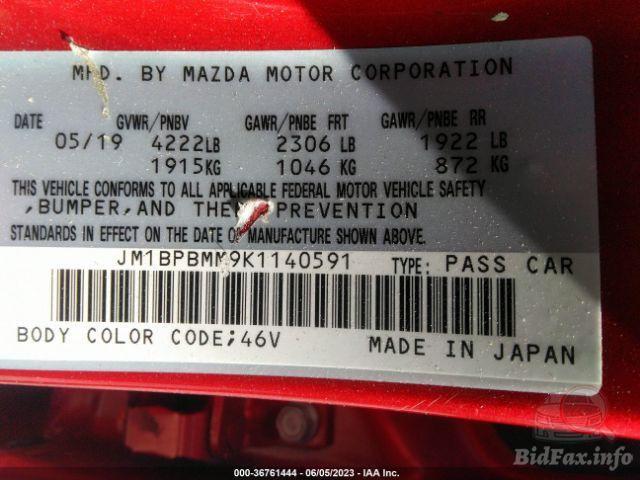 MFD. BY MAZDA MOTOR CORPORATION
DATE GVWR/PNBV GAWR/PNBE FRT GAWR/PNBE RR
05/19 4222LB 2306 LB 1922 LB
1915KG 1046 KG 872 KG
THIS VEHICLE CONFORMS TO ALL APPLICABLE FEDERAL MOTOR VEHICLE SAFETY
,BUMPER,AND PREVENTION
STANDARDS IN EFFECT ON THE DATE OF MANUFACTURE SHOWN ABOVE.
JM1BPBMM9K1140591 TYPE: PASS CAR
BODY COLOR CODE;46V MADE IN JAPAN
000-36761444 - 06/05/2023 - IAA Inc.
BidFax.info